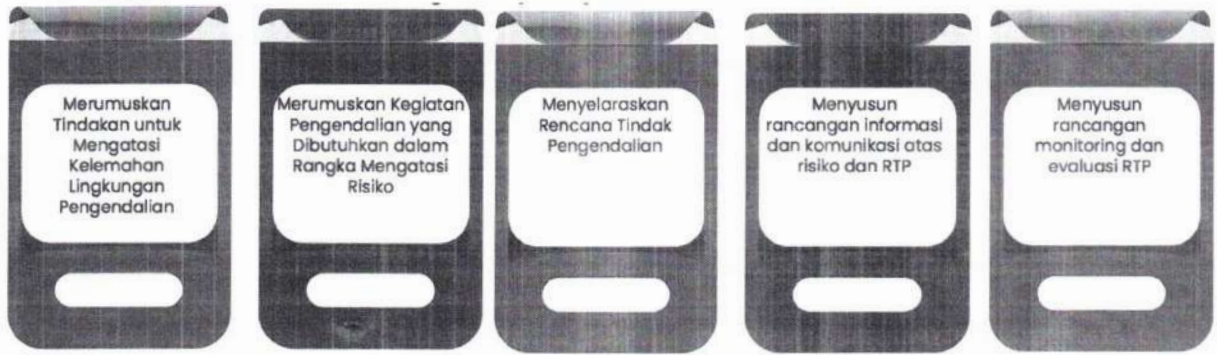 Merumuskan
Tindakan untuk
Mengatasi
Kelemahan
Lingkungan
Pengendalian
Merumuskan Kegiatan
Pengendalian yang
Dibutuhkan dalam
Rangka Mengatasi
Risiko
Menyelaraskan
Rencana Tindak
Pengendalian
Menyusun
rancangan informasi
dan komunikasi atas
risiko dan RTP
Menyusun
rancangan
monitoring dan
evaluasi RTP